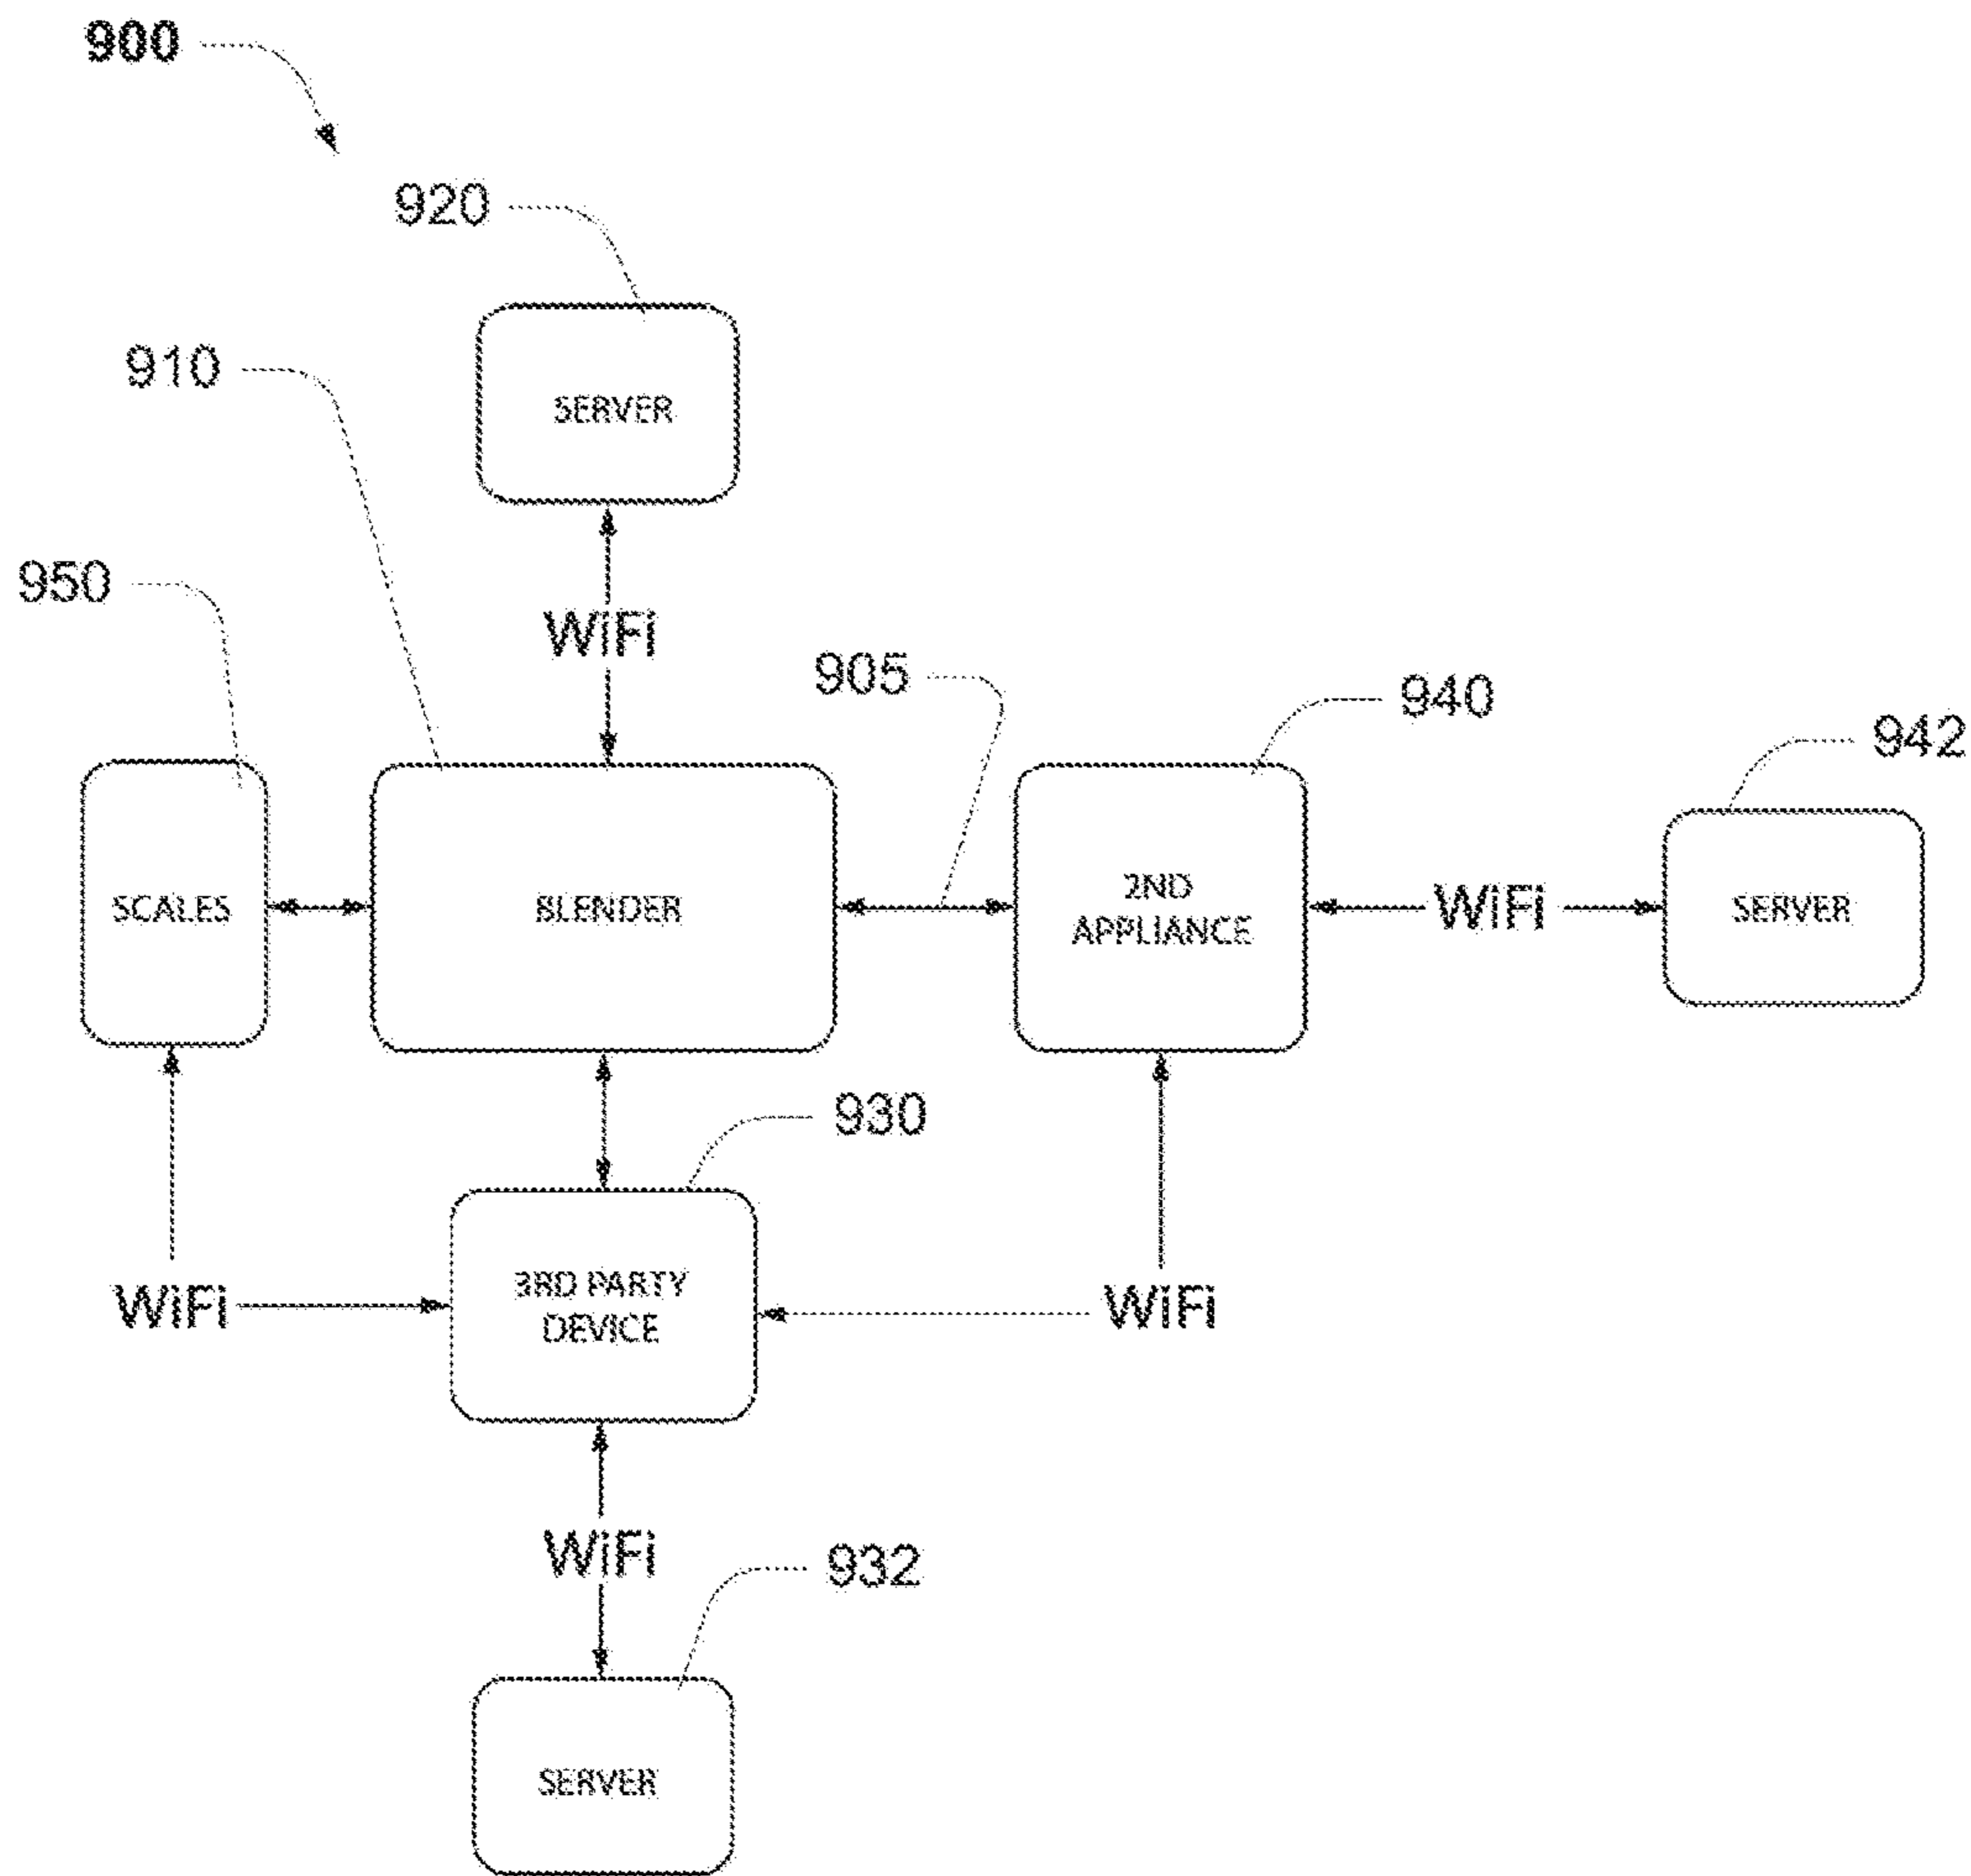 900
920
SERVER
910
WiFi
950
905
940
942
SCALES
BLENDER
2ND
APPLIANCE
WiFi
SERVER
930
WiFi
3RD PARTY
DEVICE
WiFi
WiFi
932
SERVER